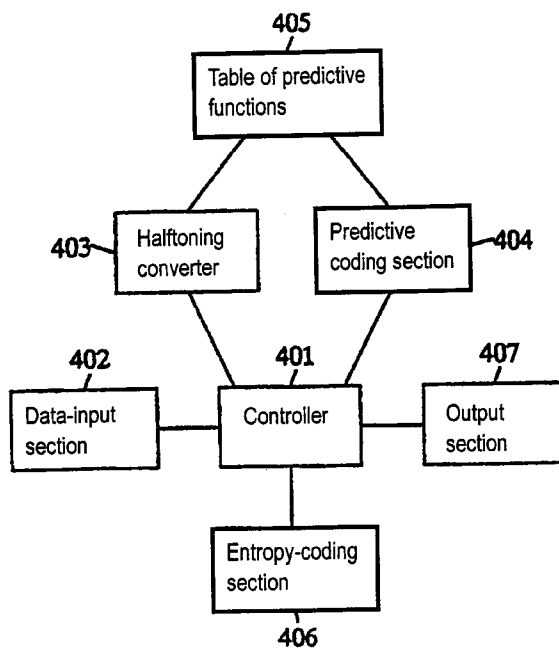 405
Table of predictive
functions
403
Halftoning
converter
Predictive
coding section
404
402
Data-input
section
401
Controller
407
Output
section
Entropy-coding
section
406